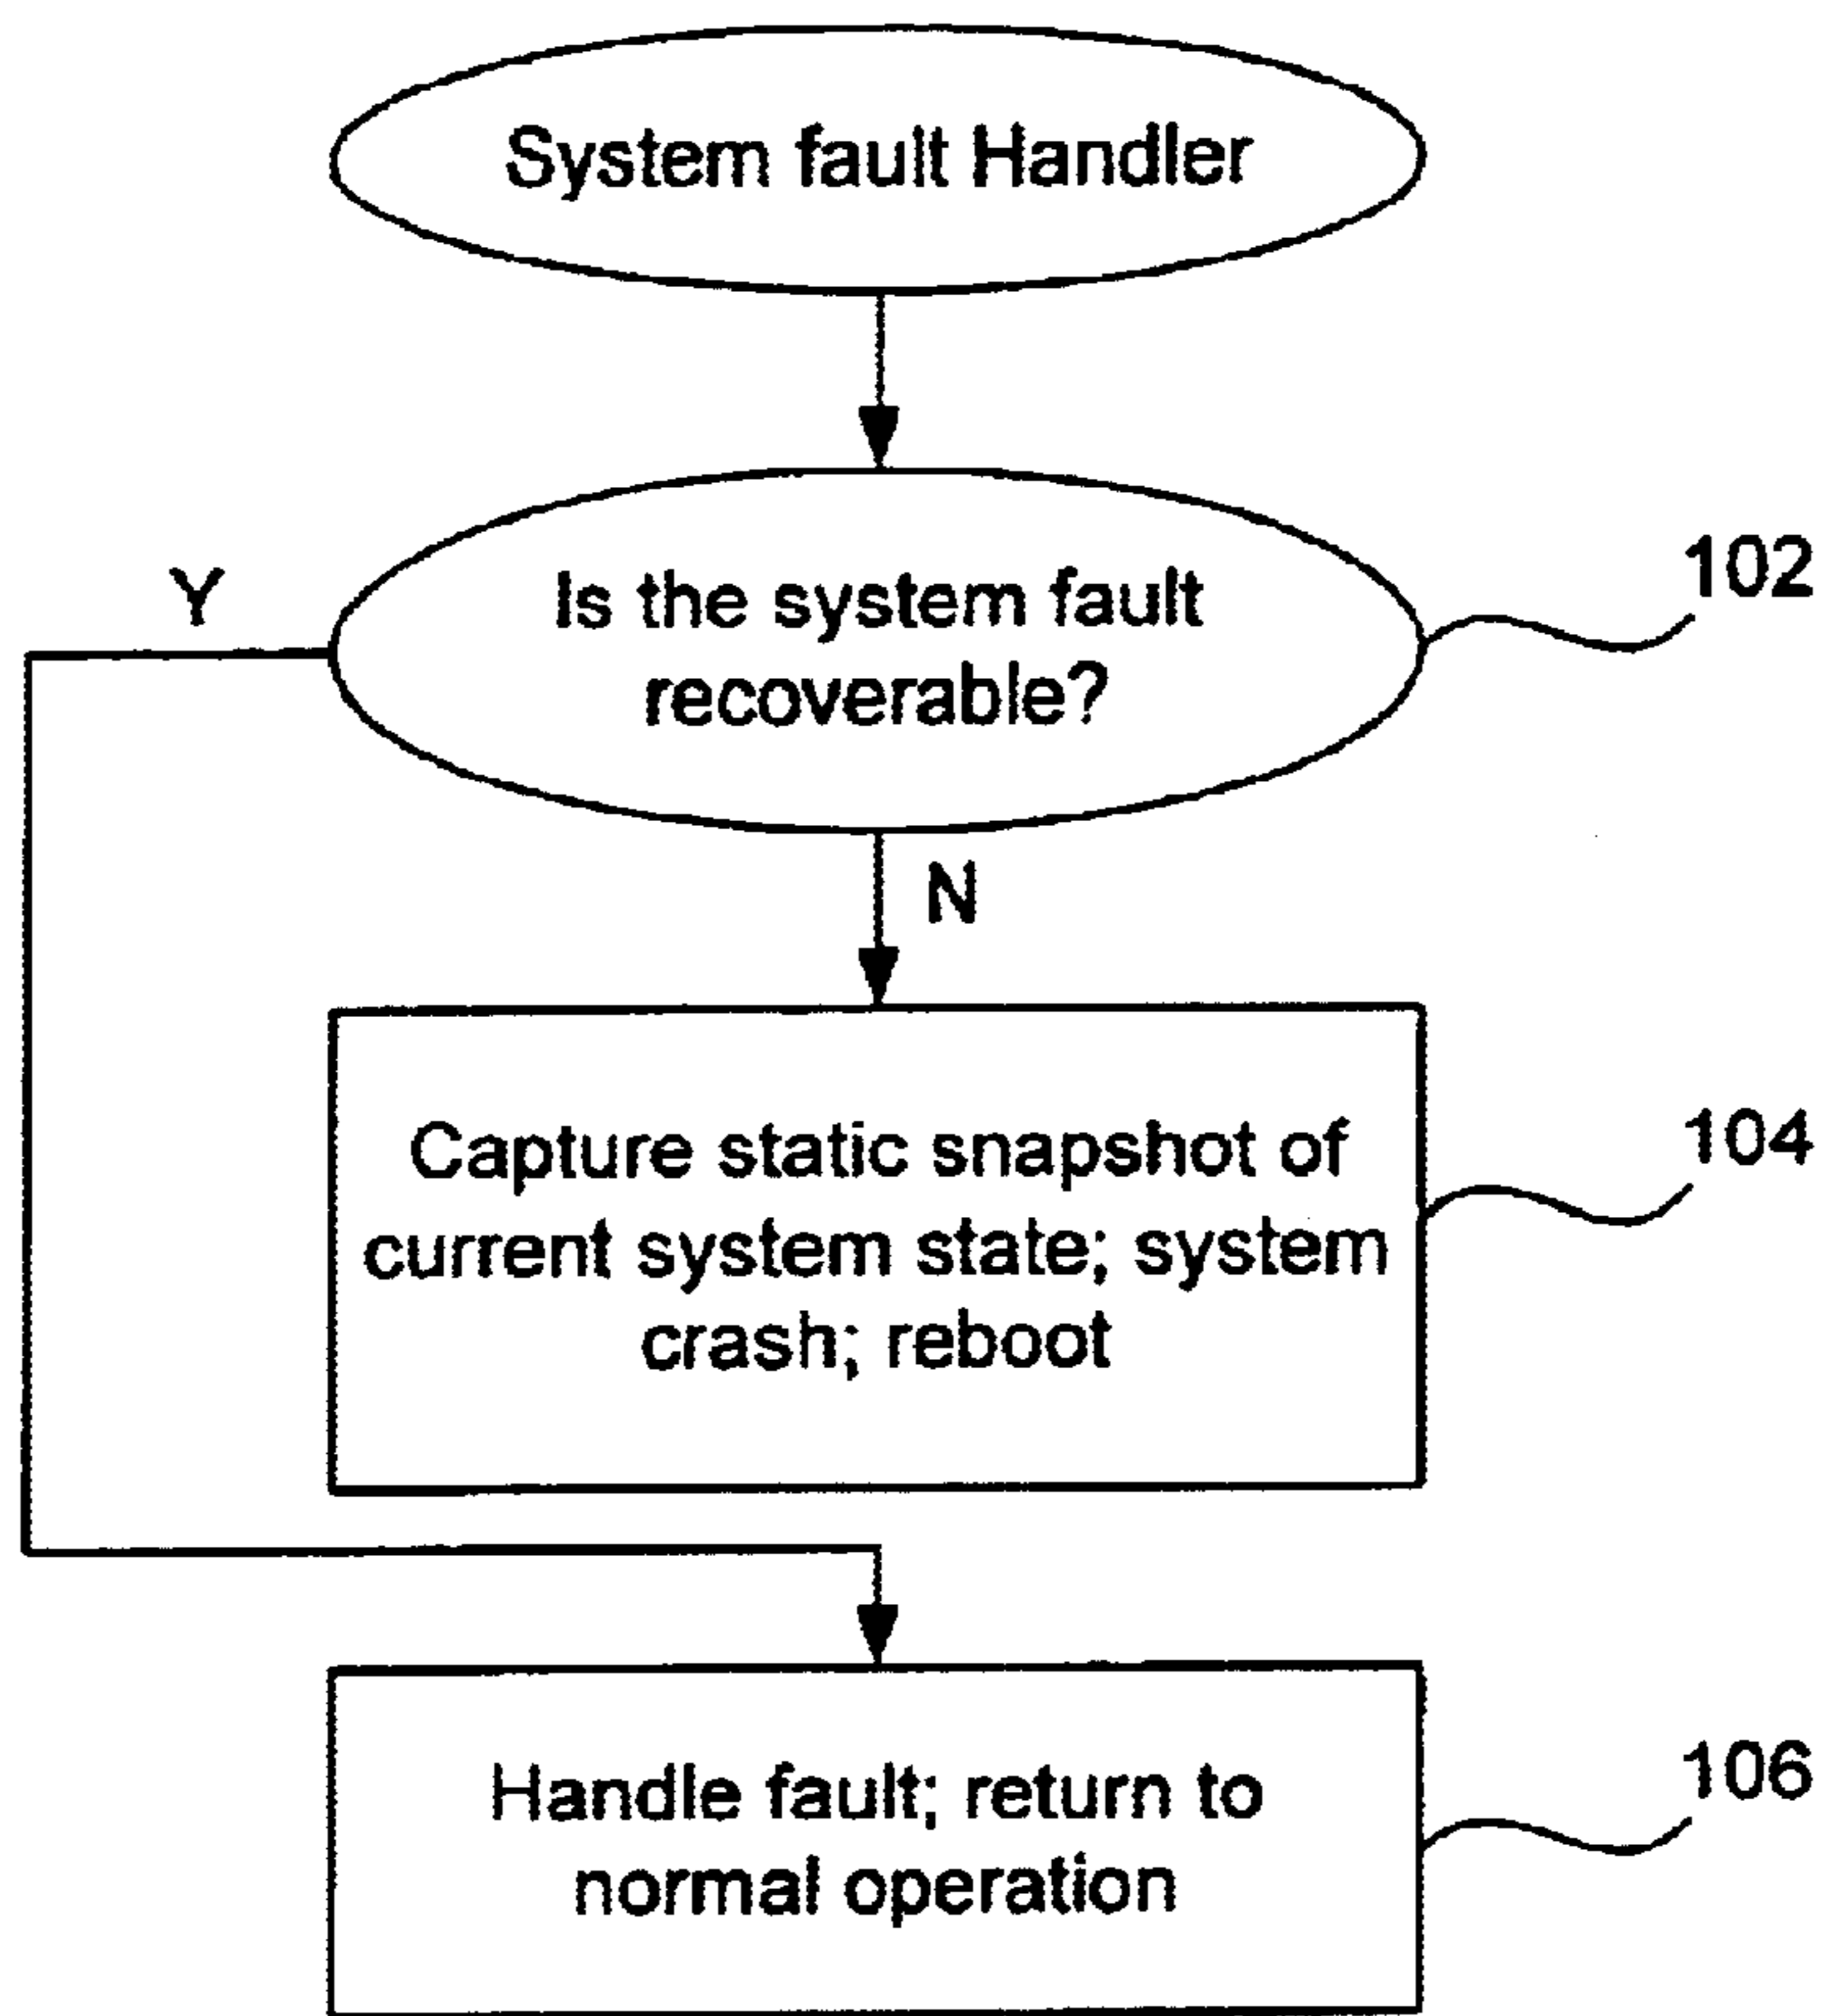 System fault Handler
Is the system fault
recoverable?
102
Y
N
Capture static snapshot of
current system state; system
crash; reboot
104
Handle fault; return to
normal operation
106